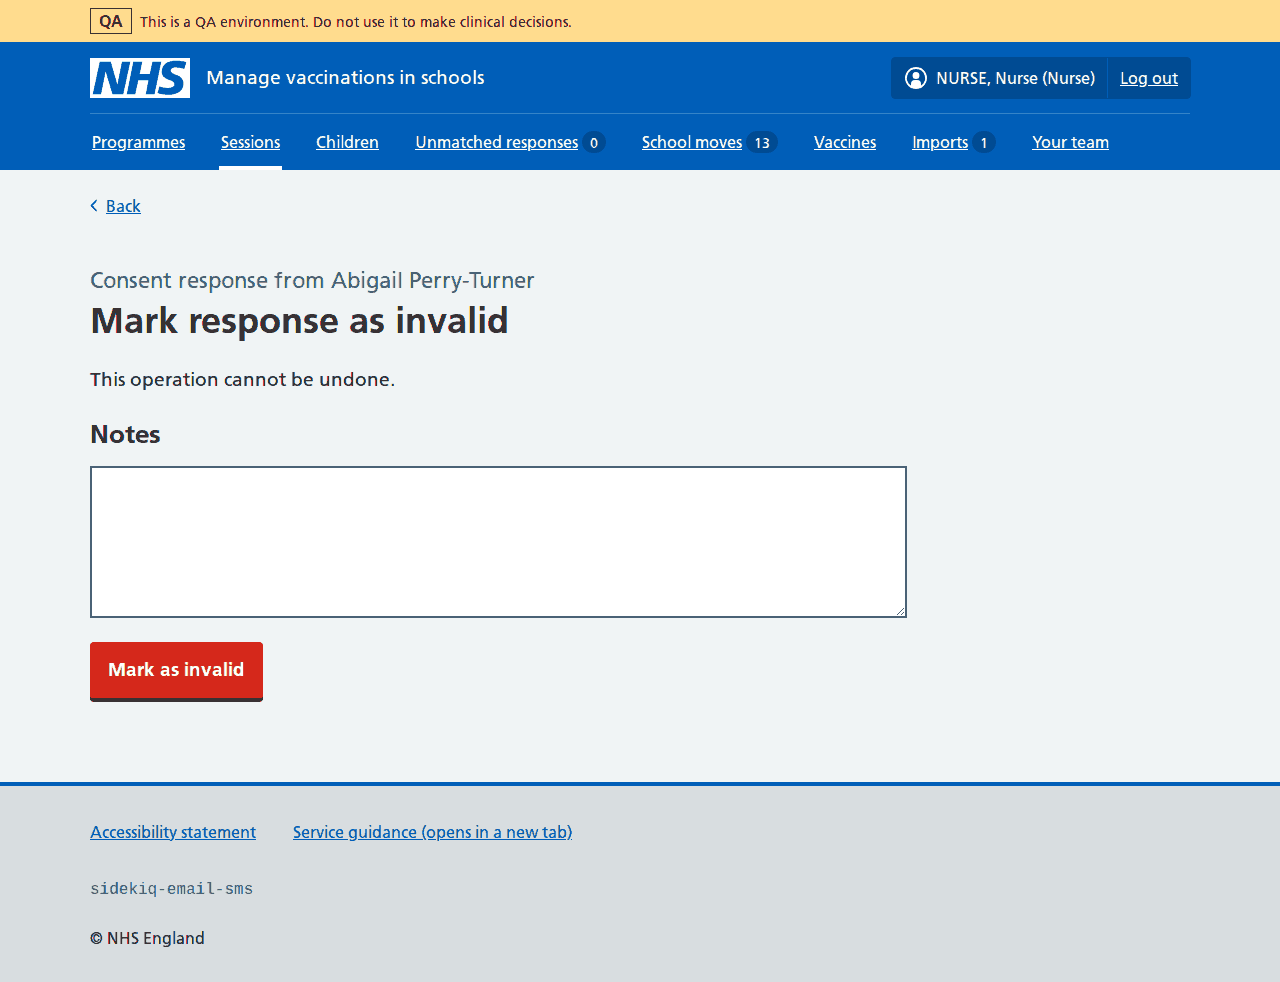 QA This is a QA environment. Do not use it to make clinical decisions.
NHS Manage vaccinations in schools NURSE, Nurse (Nurse) Log out
Programmes Sessions Children Unmatched responses 0 School moves 13 Vaccines Imports 1 Your team
Back
Consent response from Abigail Perry-Turner
Mark response as invalid
This operation cannot be undone.
Notes
Mark as invalid
Accessibility statement Service guidance (opens in a new tab)
sidekiq-email-sms
© NHS England